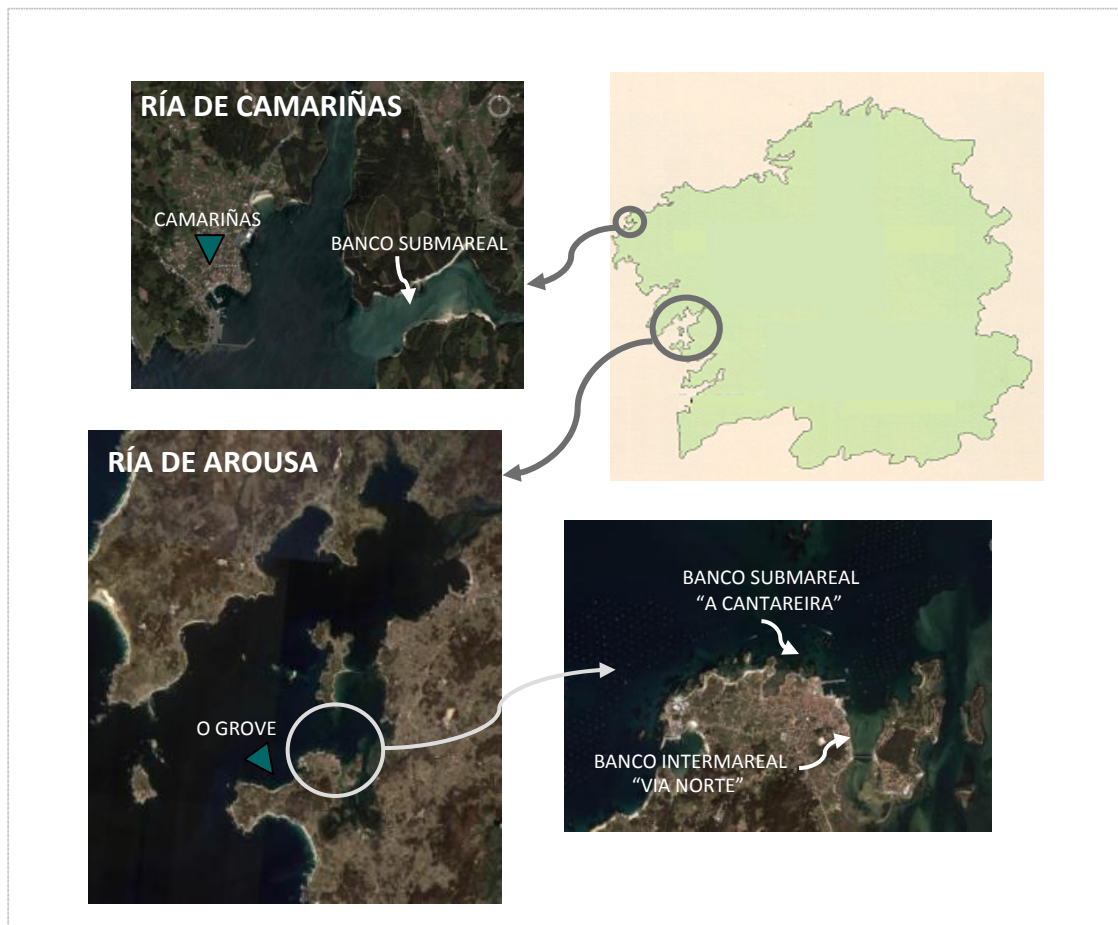 RÍA DE CAMARIÑAS
CAMARIÑAS
BANCO SUBMAREAL
RÍA DE AROUSA
O GROVE
BANCO SUBMAREAL
“A CANTAREIRA”
BANCO INTERMAREAL
“VIA NORTE”